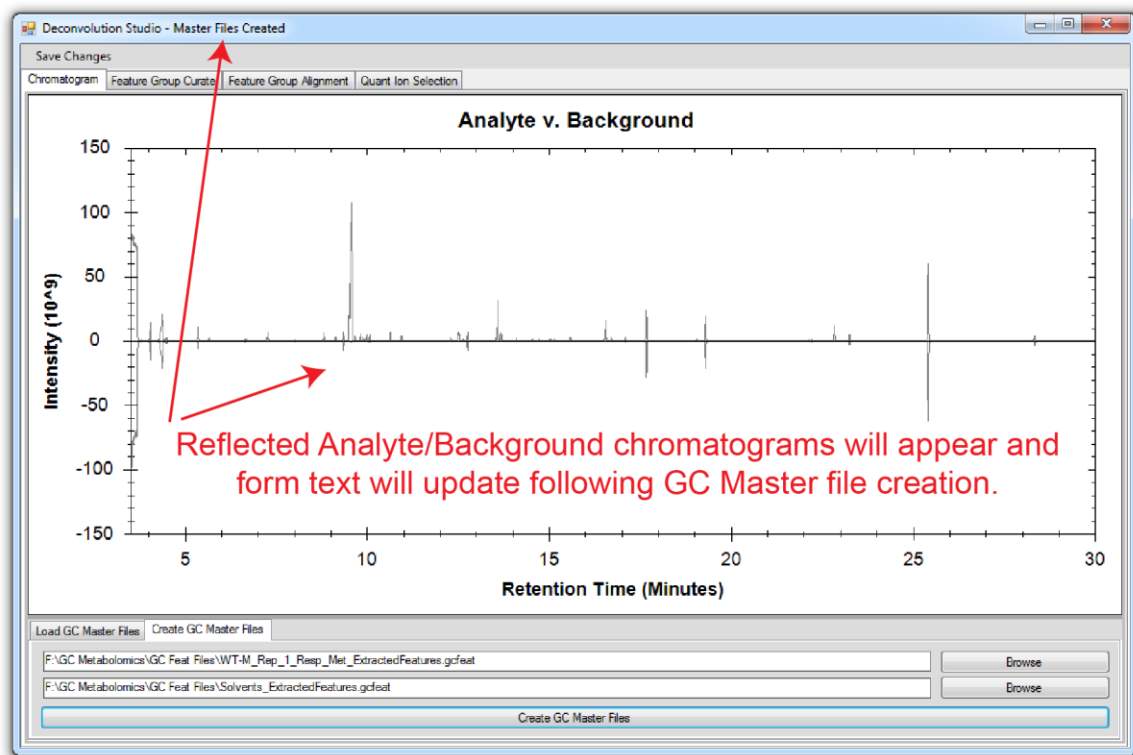 Deconvolution Studio - Master Files Created
Save Changes
Chromatogram Feature Group Curate Feature Group Alignment Quant Ion Selection
Analyte v. Background
150
100
50
0
-50
-100
-150
Intensity (10^9)
Reflected Analyte/Background chromatograms will appear and
form text will update following GC Master file creation.
5 10 15 20 25 30
Retention Time (Minutes)
Load GC Master Files Create GC Master Files
F:\GC Metabolomics\GC Feat Files\WT-M_Rep_1_Resp_Met_ExtractedFeatures.gcfeat Browse
F:\GC Metabolomics\GC Feat Files\Solvents_ExtractedFeatures.gcfeat Browse
Create GC Master Files